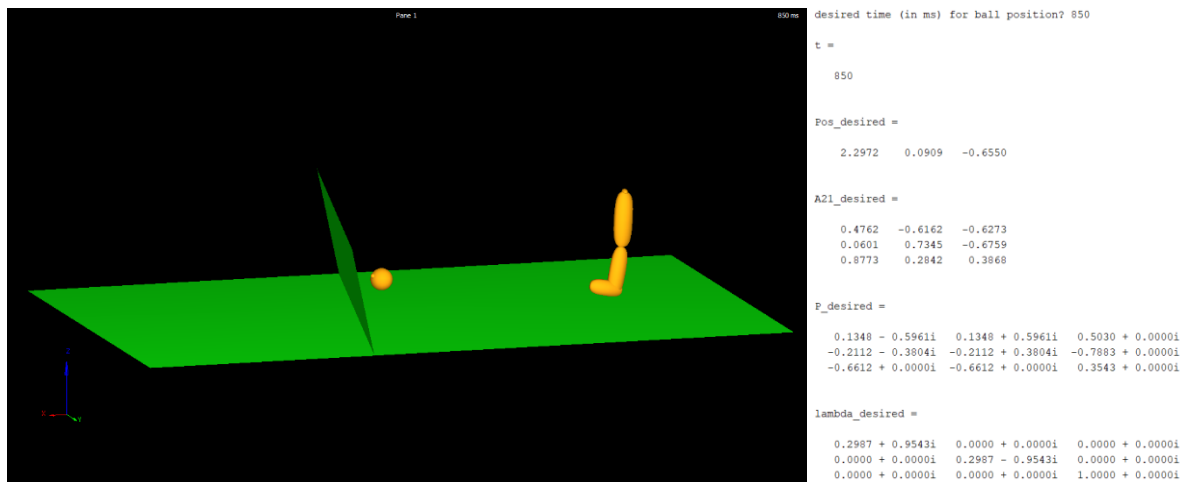 Pane 1
850 ms
desired time (in ms) for ball position? 850
t =
850
Pos_desired =
2.2972 0.0909 -0.6550
A21_desired =
0.4762 -0.6162 -0.6273
0.0601 0.7345 -0.6759
0.8773 0.2842 0.3868
P_desired =
0.1348 - 0.5961i 0.1348 + 0.5961i 0.5030 + 0.0000i
-0.2112 - 0.3804i -0.2112 + 0.3804i -0.7883 + 0.0000i
-0.6612 + 0.0000i -0.6612 + 0.0000i 0.3543 + 0.0000i
lambda_desired =
0.2987 + 0.9543i 0.0000 + 0.0000i 0.0000 + 0.0000i
0.0000 + 0.0000i 0.2987 - 0.9543i 0.0000 + 0.0000i
0.0000 + 0.0000i 0.0000 + 0.0000i 1.0000 + 0.0000i
X
Y